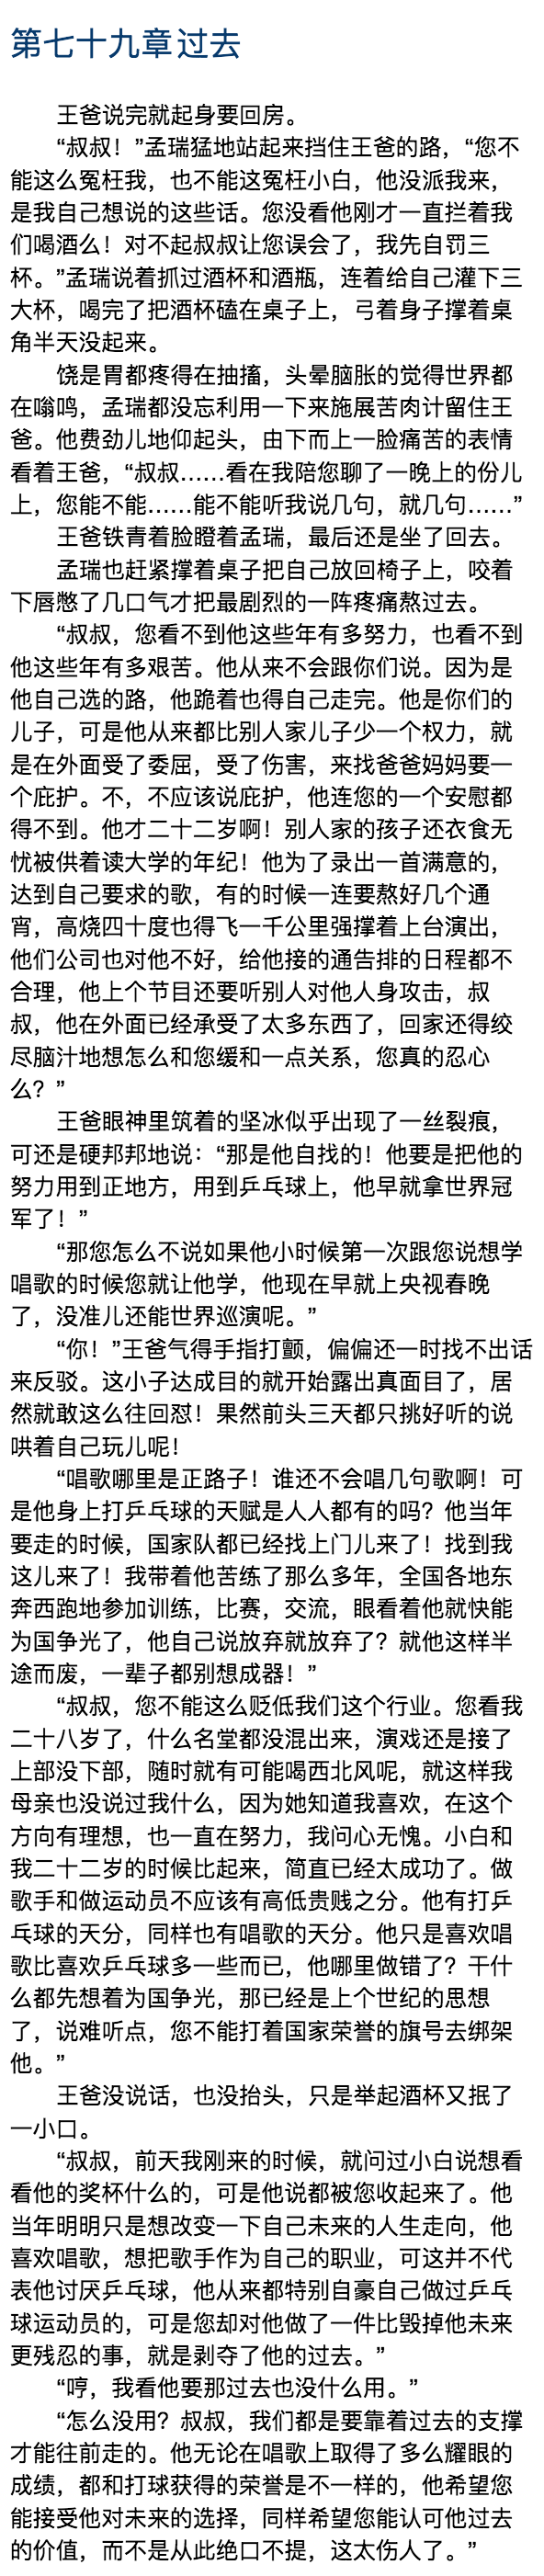 第七十九章过去
王爸说完就起身要回房。
“叔叔！”孟瑞猛地站起来挡住王爸的路，“您不
能这么冤枉我，也不能这冤枉小白，他没派我来，
是我自己想说的这些话。您没看他刚才一直拦着我
们喝酒么！对不起叔叔让您误会了，我先自罚三
杯。”孟瑞说着抓过酒杯和酒瓶，连着给自己灌下三
大杯，喝完了把酒杯磕在桌子上，弓着身子撑着桌
角半天没起来。
饶是胃都疼得在抽搐，头晕脑胀的觉得世界都
在嗡鸣，孟瑞都没忘利用一下来施展苦肉计留住王
爸。他费劲儿地仰起头，由下而上一脸痛苦的表情
看着王爸，“叔叔……看在我陪您聊了一晚上的份儿
上，您能不能……能不能听我说几句，就几句……”
王爸铁青着脸瞪着孟瑞，最后还是坐了回去。
孟瑞也赶紧撑着桌子把自己放回椅子上，咬着
下唇憋了几口气才把最剧烈的一阵疼痛熬过去。
“叔叔，您看不到他这些年有多努力，也看不到
他这些年有多艰苦。他从来不会跟你们说。因为是
他自己选的路，他跪着也得自己走完。他是你们的
儿子，可是他从来都比别人家儿子少一个权力，就
是在外面受了委屈，受了伤害，来找爸爸妈妈要一
个庇护。不，不应该说庇护，他连您的一个安慰都
得不到。他才二十二岁啊！别人家的孩子还衣食无
忧被供着读大学的年纪！他为了录出一首满意的，
达到自己要求的歌，有的时候一连要熬好几个通
宵，高烧四十度也得飞一千公里强撑着上台演出，
他们公司也对他不好，给他接的通告排的日程都不
合理，他上个节目还要听别人对他人身攻击，叔
叔，他在外面已经承受了太多东西了，回家还得绞
尽脑汁地想怎么和您缓和一点关系，您真的忍心
么？”
王爸眼神里筑着的坚冰似乎出现了一丝裂痕，
可还是硬邦邦地说：“那是他自找的！他要是把他的
努力用到正地方，用到乒乓球上，他早就拿世界冠
军了！”
“那您怎么不说如果他小时候第一次跟您说想学
唱歌的时候您就让他学，他现在早就上央视春晚
了，没准儿还能世界巡演呢。”
“你！”王爸气得手指打颤，偏偏还一时找不出话
来反驳。这小子达成目的就开始露出真面目了，居
然就敢这么往回怼！果然前头三天都只挑好听的说
哄着自己玩儿呢！
“唱歌哪里是正路子！谁还不会唱几句歌啊！可
是他身上打乒乓球的天赋是人人都有的吗？他当年
要走的时候，国家队都已经找上门儿来了！找到我
这儿来了！我带着他苦练了那么多年，全国各地东
奔西跑地参加训练，比赛，交流，眼看着他就快能
为国争光了，他自己说放弃就放弃了？就他这样半
途而废，一辈子都别想成器！”
“叔叔，您不能这么贬低我们这个行业。您看我
二十八岁了，什么名堂都没混出来，演戏还是接了
上部没下部，随时就有可能喝西北风呢，就这样我
母亲也没说过我什么，因为她知道我喜欢，在这个
方向有理想，也一直在努力，我问心无愧。小白和
我二十二岁的时候比起来，简直已经太成功了。做
歌手和做运动员不应该有高低贵贱之分。他有打乒
乓球的天分，同样也有唱歌的天分。他只是喜欢唱
歌比喜欢乒乓球多一些而已，他哪里做错了？干什
么都先想着为国争光，那已经是上个世纪的思想
了，说难听点，您不能打着国家荣誉的旗号去绑架
他。”
王爸没说话，也没抬头，只是举起酒杯又抿了
一小口。
“叔叔，前天我刚来的时候，就问过小白说想看
看他的奖杯什么的，可是他说都被您收起来了。他
当年明明只是想改变一下自己未来的人生走向，他
喜欢唱歌，想把歌手作为自己的职业，可这并不代
表他讨厌乒乓球，他从来都特别自豪自己做过乒乓
球运动员的，可是您却对他做了一件比毁掉他未来
更残忍的事，就是剥夺了他的过去。”
“哼，我看他要那过去也没什么用。”
“怎么没用？叔叔，我们都是要靠着过去的支撑
才能往前走的。他无论在唱歌上取得了多么耀眼的
成绩，都和打球获得的荣誉是不一样的，他希望您
能接受他对未来的选择，同样希望您能认可他过去
的价值，而不是从此绝口不提，这太伤人了。”